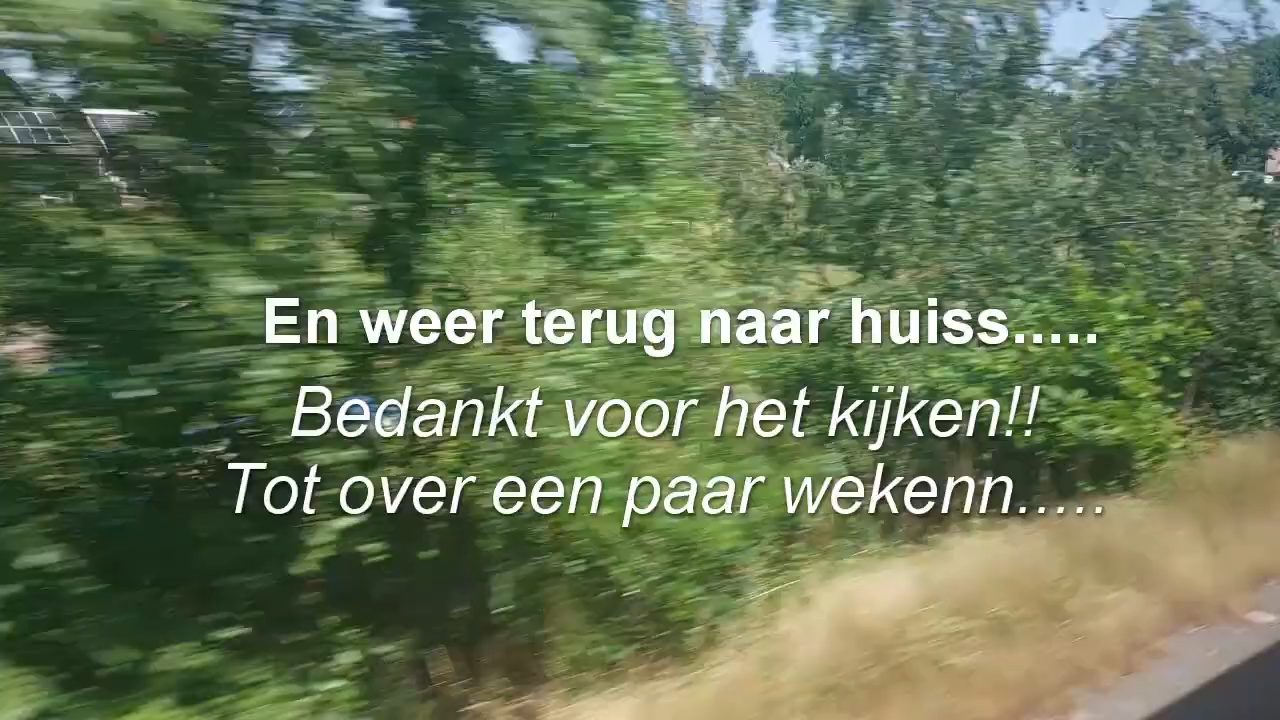 En weer terug naar huiss.....
Bedankt voor het kijken!!
Tot over een paar wekenn.....